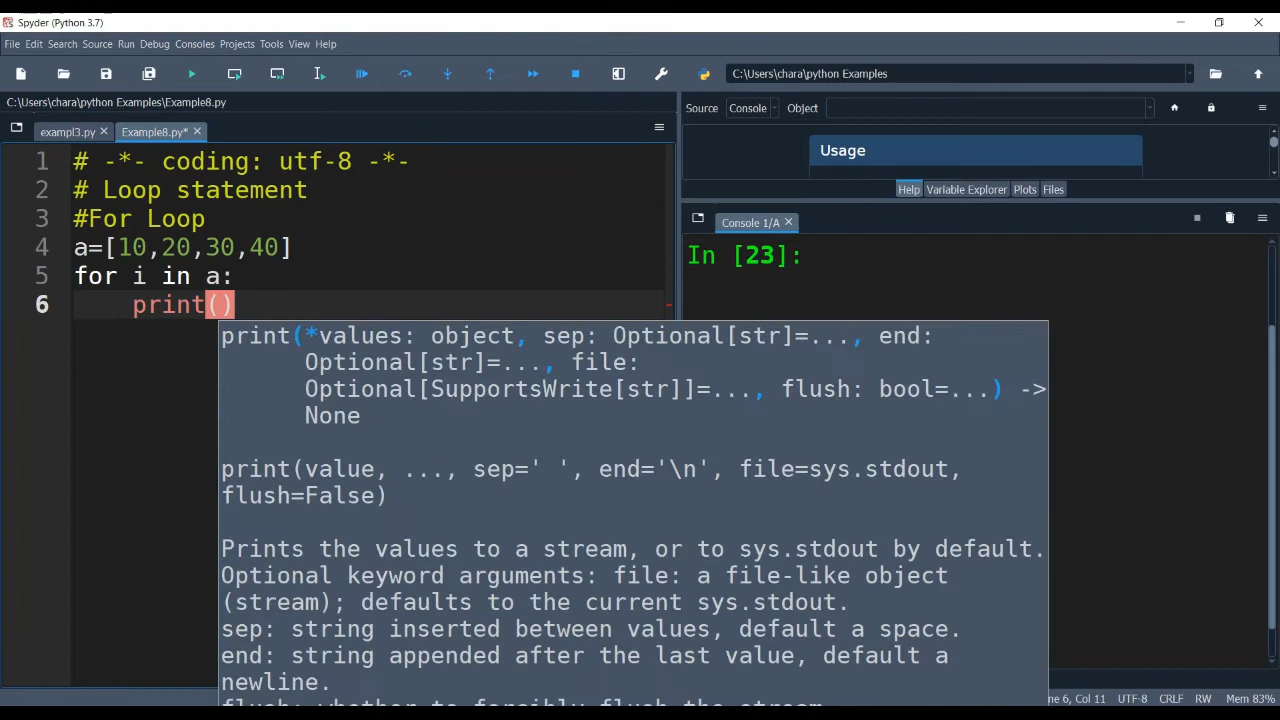 Spyder (Python 3.7)
File Edit Search Source Run Debug Consoles Projects Tools View Help
C:\Users\chara\python Examples
C:\Users\chara\python Examples\Example8.py
Source Console Object
exampl3.py Example8.py*
Usage
Help Variable Explorer Plots Files
Console 1/A
1 # -*- coding: utf-8 -*-
2 # Loop statement
3 #For Loop
4 a=[10,20,30,40]
5 for i in a:
6 print()
In [23]:
print(*values: object, sep: Optional[str]=..., end:
Optional[str]=..., file:
Optional[SupportsWrite[str]]=..., flush: bool=...) ->
None
print(value, ..., sep=' ', end='\n', file=sys.stdout,
flush=False)
Prints the values to a stream, or to sys.stdout by default.
Optional keyword arguments: file: a file-like object
(stream); defaults to the current sys.stdout.
sep: string inserted between values, default a space.
end: string appended after the last value, default a
newline.
flush: whether to forcibly flush the stream.
ne 6, Col 11 UTF-8 CRLF RW Mem 83%